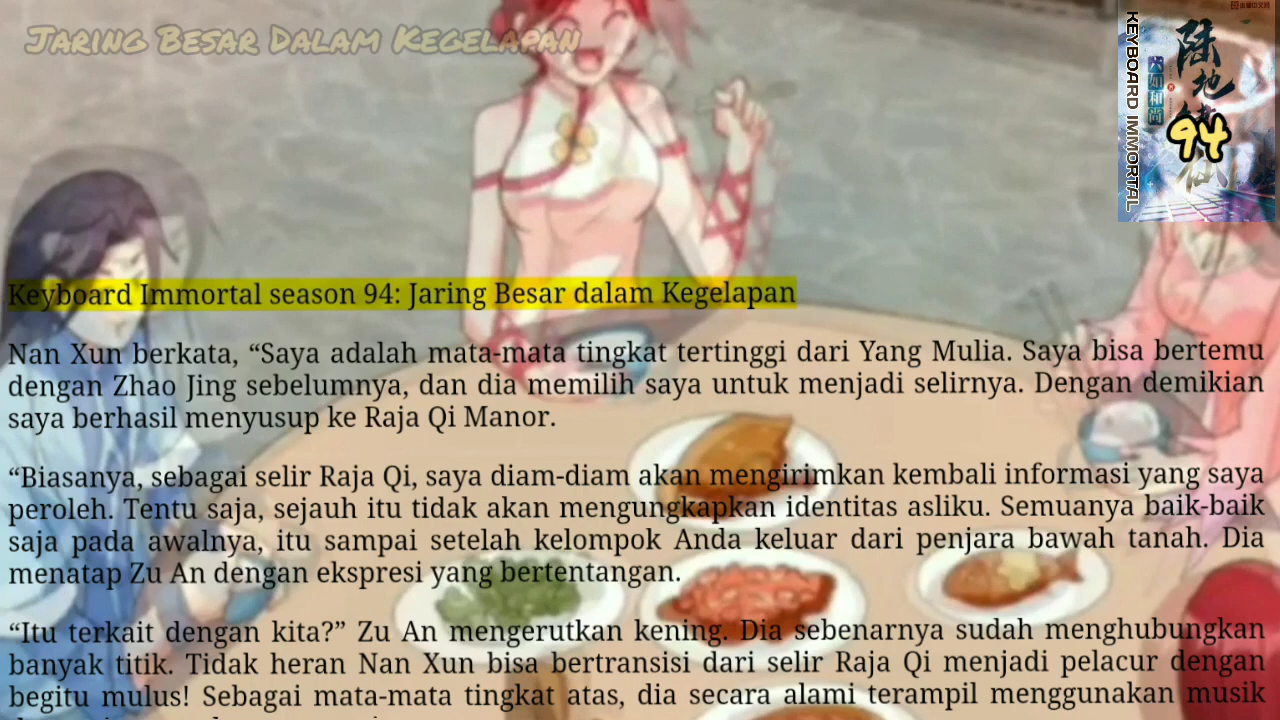 Jaring Besar Dalam Kegelapan
KEYBOARD IMMORTAL
陆地
仙
六如和尚
94
Keyboard Immortal season 94: Jaring Besar dalam Kegelapan
Nan Xun berkata, “Saya adalah mata-mata tingkat tertinggi dari Yang Mulia. Saya bisa bertemu
dengan Zhao Jing sebelumnya, dan dia memilih saya untuk menjadi selirnya. Dengan demikian
saya berhasil menyusup ke Raja Qi Manor.
“Biasanya, sebagai selir Raja Qi, saya diam-diam akan mengirimkan kembali informasi yang saya
peroleh. Tentu saja, sejauh itu tidak akan mengungkapkan identitas asliku. Semuanya baik-baik
saja pada awalnya, itu sampai setelah kelompok Anda keluar dari penjara bawah tanah. Dia
menatap Zu An dengan ekspresi yang bertentangan.
“Itu terkait dengan kita?” Zu An mengerutkan kening. Dia sebenarnya sudah menghubungkan
banyak titik. Tidak heran Nan Xun bisa bertransisi dari selir Raja Qi menjadi pelacur dengan
begitu mulus! Sebagai mata-mata tingkat atas, dia secara alami terampil menggunakan musik